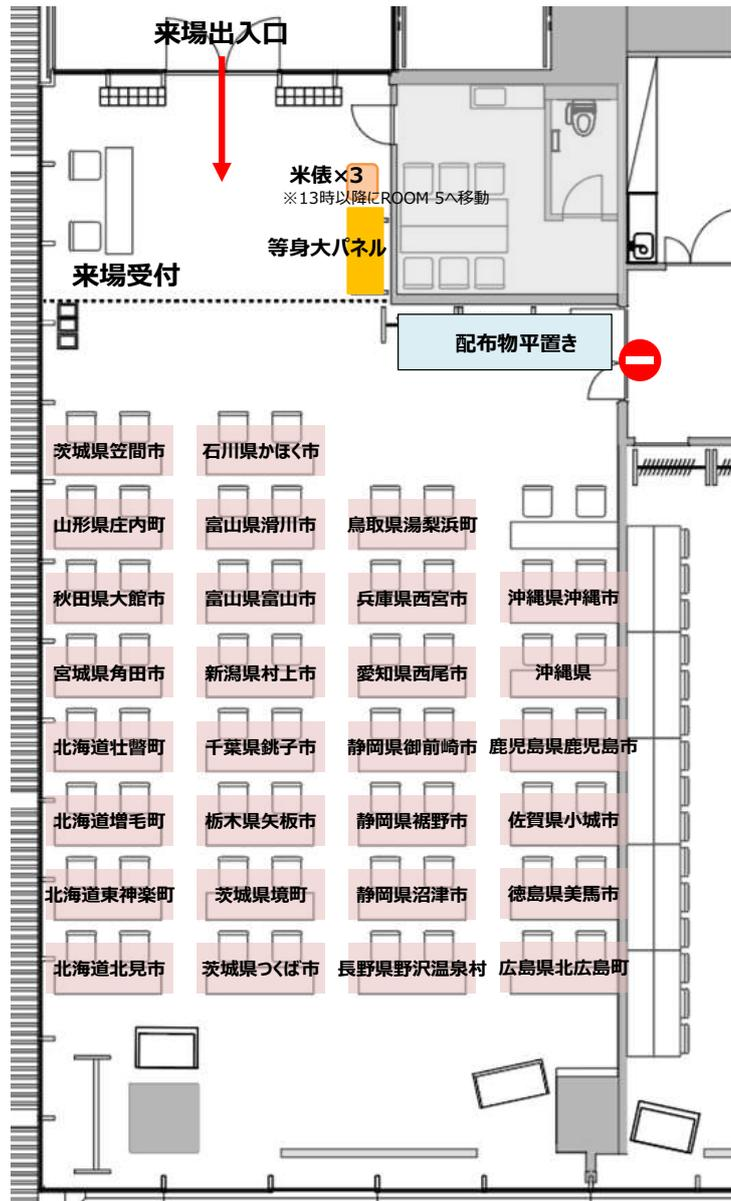 来場出入口
米俵×3
※13時以降にROOM 5へ移動
等身大パネル
来場受付
配布物平置き
茨城県笠間市
石川県かほく市
山形県庄内町
富山県滑川市
鳥取県湯梨浜町
秋田県大館市
富山県富山市
兵庫県西宮市
沖縄県沖縄市
宮城県角田市
新潟県村上市
愛知県西尾市
沖縄県
北海道壮瞥町
千葉県銚子市
静岡県御前崎市
鹿児島県鹿児島市
北海道増毛町
栃木県矢板市
静岡県裾野市
佐賀県小城市
北海道東神楽町
茨城県境町
静岡県沼津市
徳島県美馬市
北海道北見市
茨城県つくば市
長野県野沢温泉村
広島県北広島町